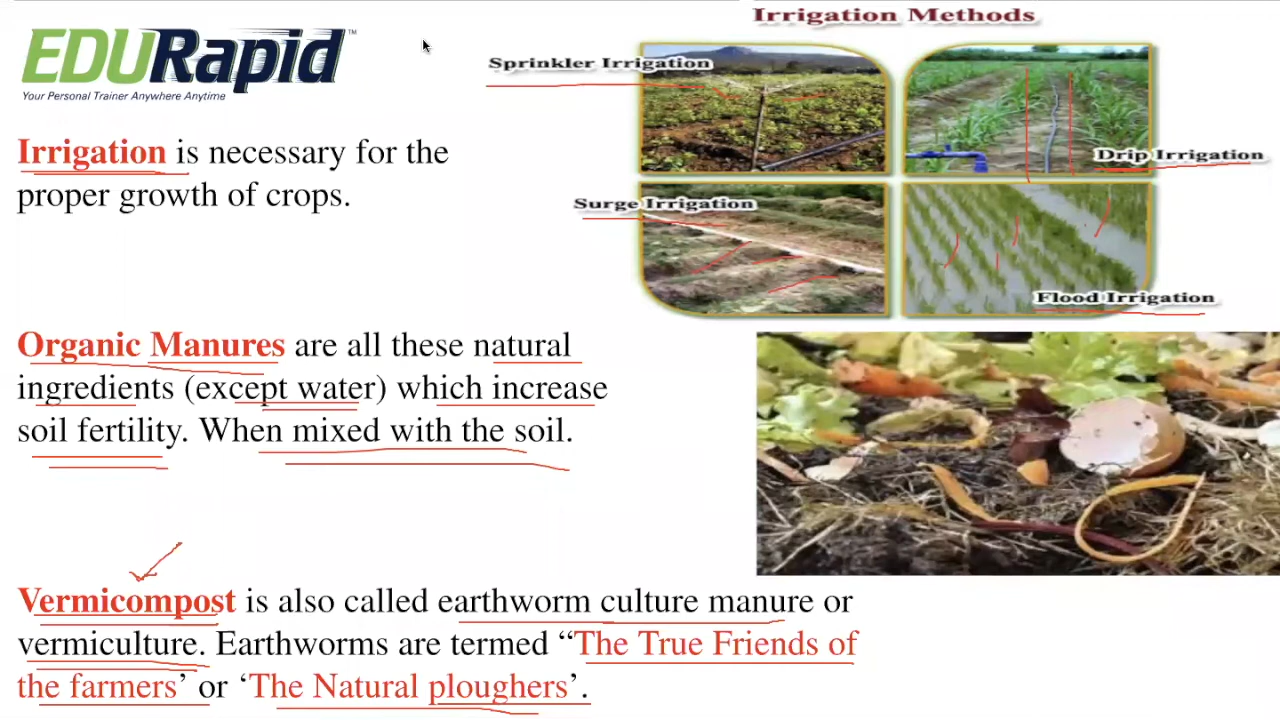 Irrigation Methods
EDURapid™
Your Personal Trainer Anywhere Anytime
Sprinkler Irrigation
Drip Irrigation
Surge Irrigation
Flood Irrigation
Irrigation is necessary for the
proper growth of crops.
Organic Manures are all these natural
ingredients (except water) which increase
soil fertility. When mixed with the soil.
Vermicompost is also called earthworm culture manure or
vermiculture. Earthworms are termed “The True Friends of
the farmers’ or ‘The Natural ploughers’.